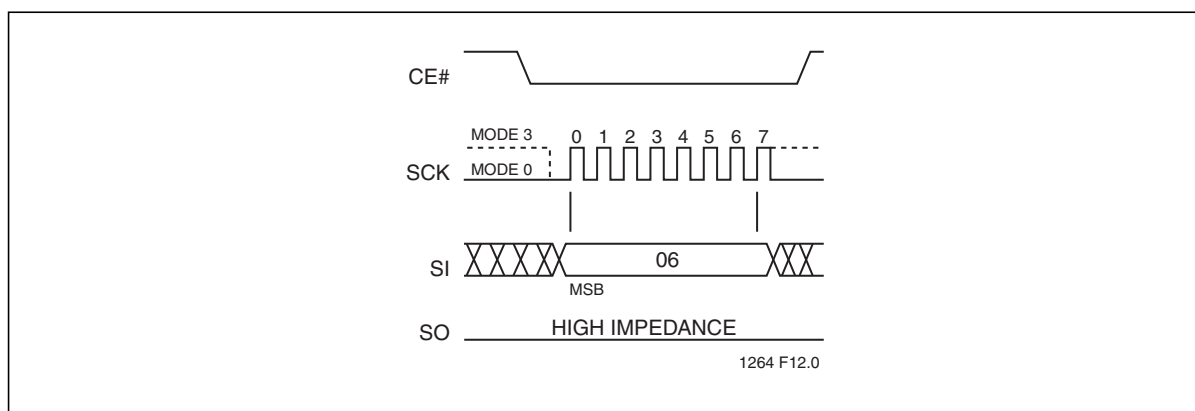 CE#
MODE 3
0 1 2 3 4 5 6 7
SCK
MODE 0
SI
06
MSB
SO
HIGH IMPEDANCE
1264 F12.0